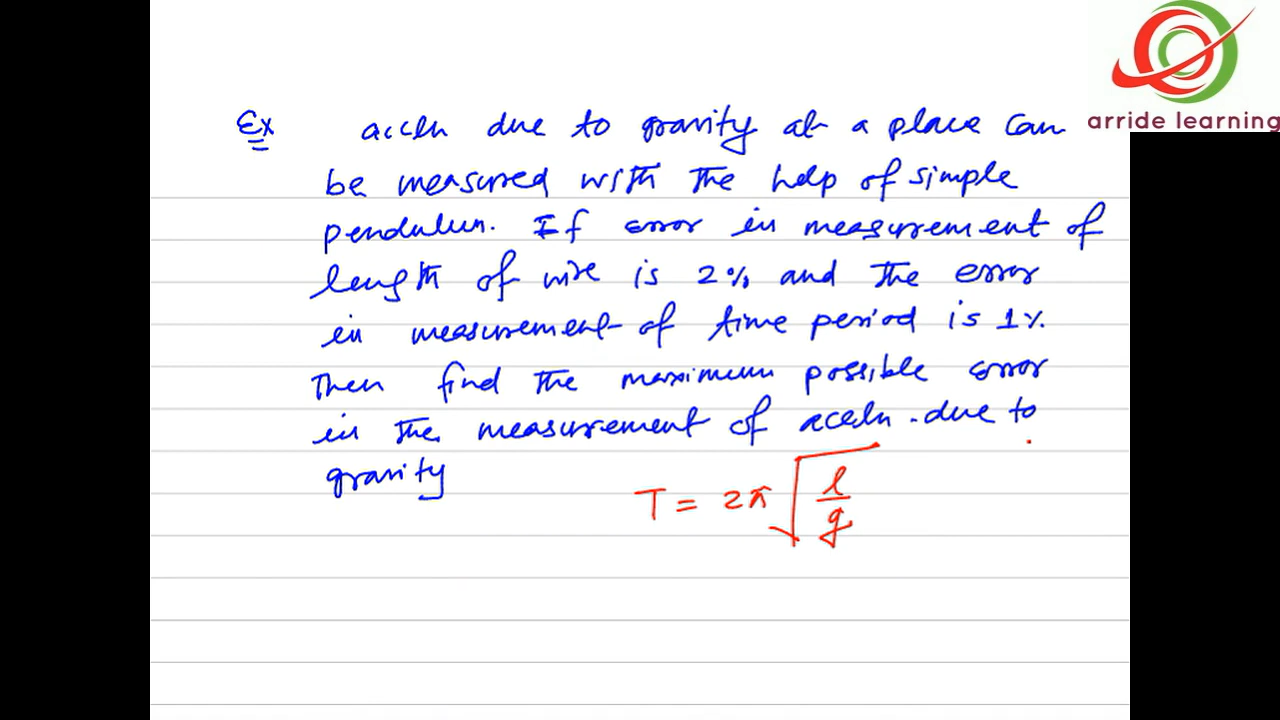 arride learning
Ex acceln due to gravity at a place can
be measured with the help of simple
pendulum. If error in measurement of
length of wire is 2% and the error
in measurement of time period is 1%.
Then find the maximum possible error
in the measurement of acceln. due to
gravity
T = 2π √(l/g)